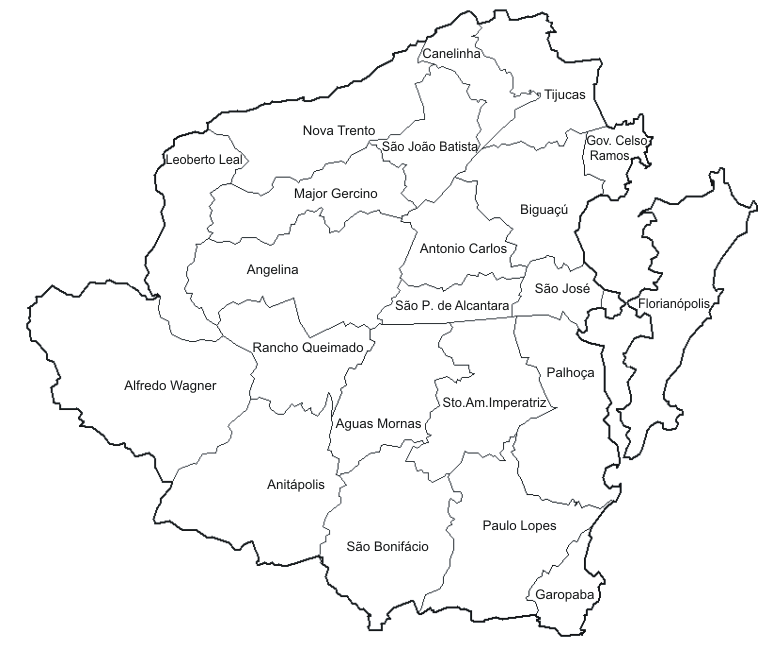 Canelinha
Tijucas
Nova Trento
São João Batista
Gov. Celso
Ramos
Leoberto Leal
Major Gercino
Biguaçú
Antonio Carlos
Angelina
São José
São P. de Alcantara
Florianópolis
Rancho Queimado
Palhoça
Alfredo Wagner
Sto.Am.Imperatriz
Aguas Mornas
Anitápolis
Paulo Lopes
São Bonifácio
Garopaba